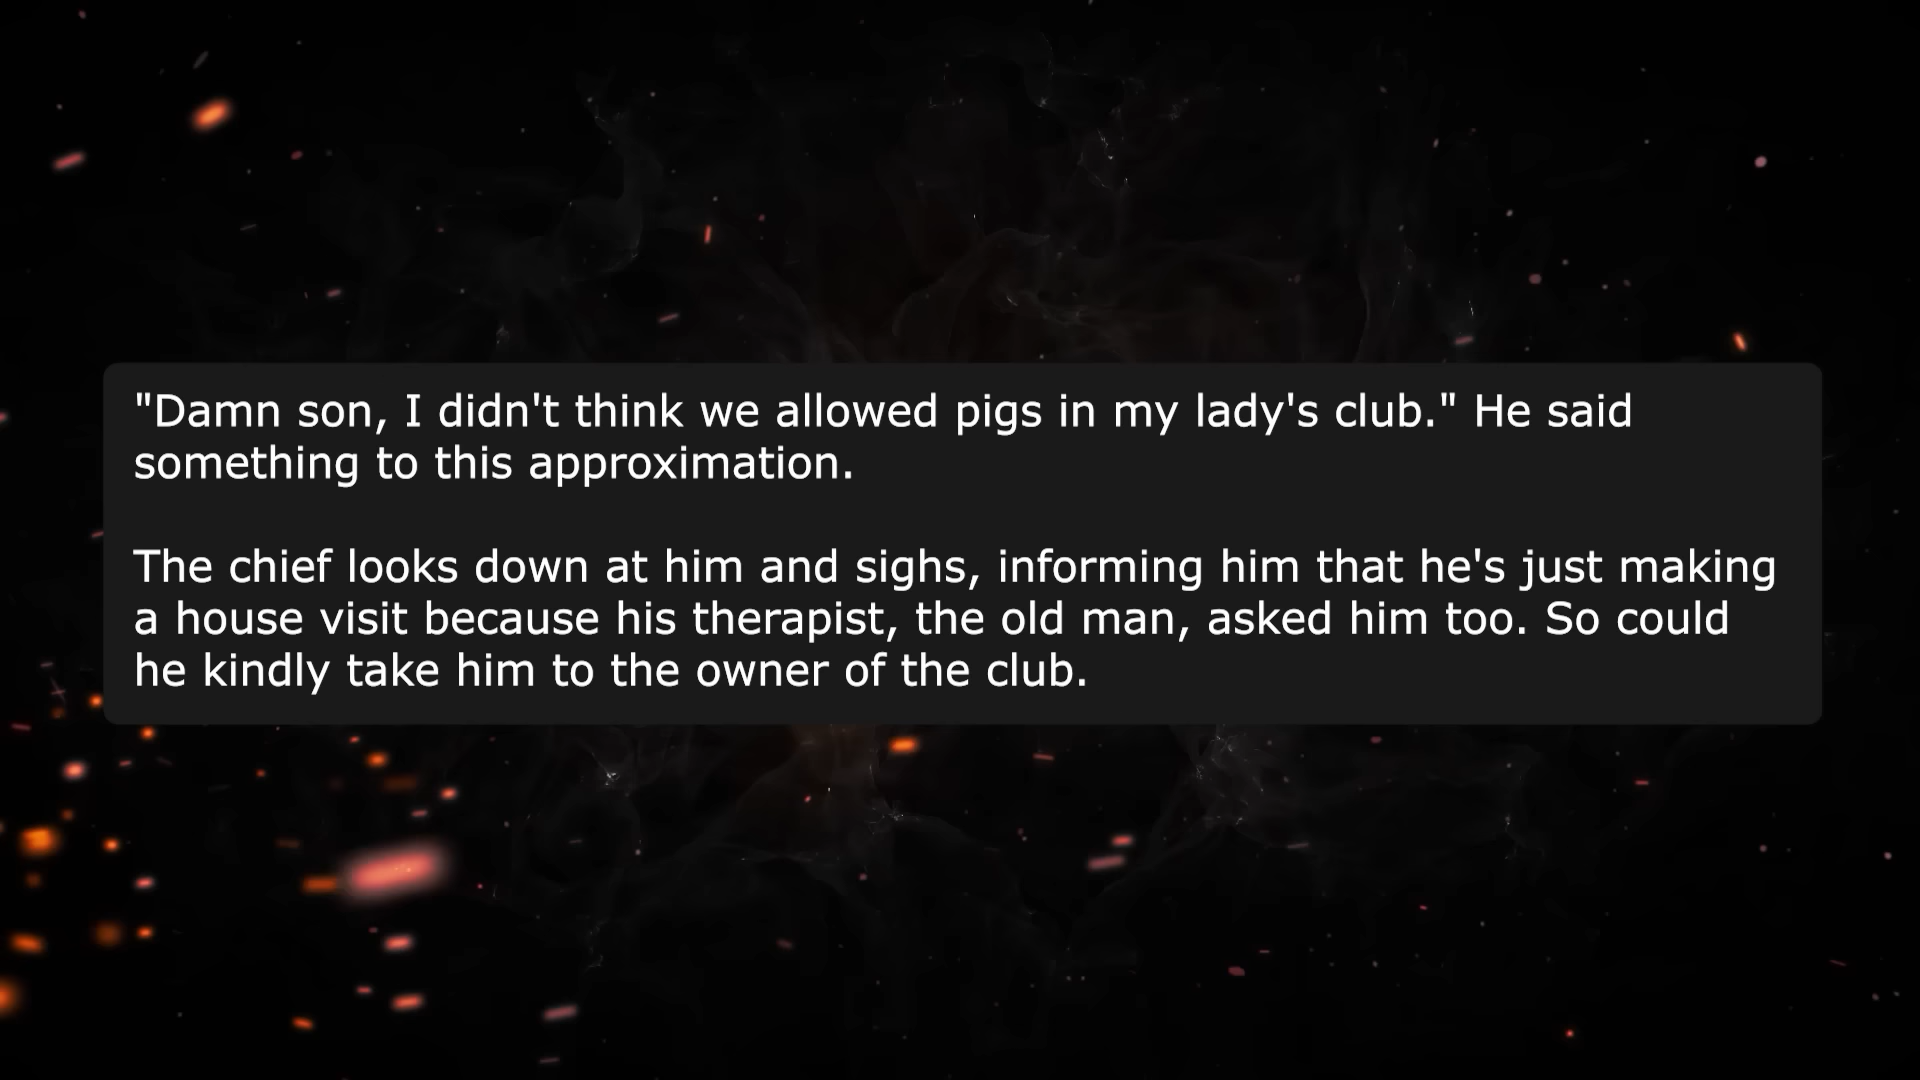 "Damn son, I didn't think we allowed pigs in my lady's club." He said
something to this approximation.
The chief looks down at him and sighs, informing him that he's just making
a house visit because his therapist, the old man, asked him too. So could
he kindly take him to the owner of the club.